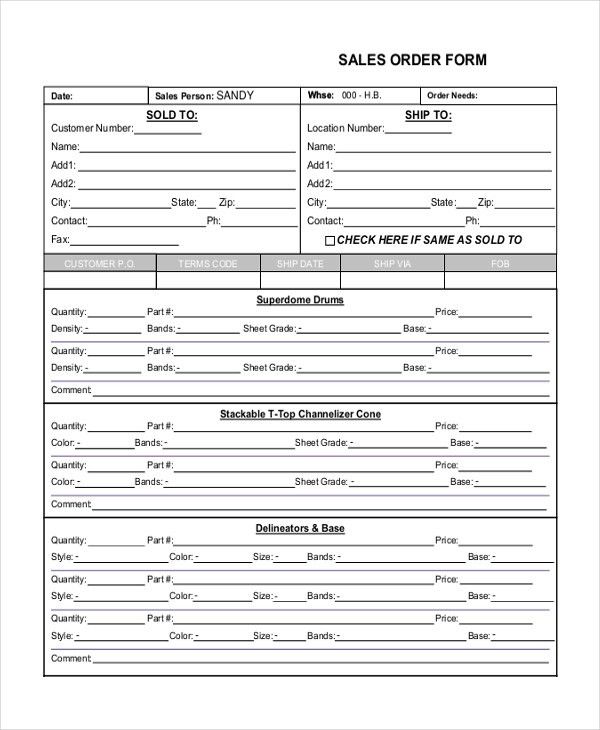 SALES ORDER FORM
Date: Sales Person: SANDY Whse: 000 - H.B. Order Needs:
SOLD TO: SHIP TO:
Customer Number: Location Number:
Name: Name:
Add1: Add1:
Add2: Add2:
City: State: Zip: City: State: Zip:
Contact: Ph: Contact: Ph:
Fax: CHECK HERE IF SAME AS SOLD TO
CUSTOMER P.O. TERMS CODE SHIP DATE SHIP VIA FOB
Superdome Drums
Quantity: Part #: Price:
Density: - Bands: - Sheet Grade: - Base: -
Quantity: Part #: Price:
Density: - Bands: - Sheet Grade: - Base: -
Comment:
Stackable T-Top Channelizer Cone
Quantity: Part #: Price:
Color: - Bands: - Sheet Grade: - Base: -
Quantity: Part #: Price:
Color: - Bands: - Sheet Grade: - Base: -
Comment:
Delineators & Base
Quantity: Part #: Price:
Style: - Color: - Size: - Bands: - Base: -
Quantity: Part #: Price:
Style: - Color: - Size: - Bands: - Base: -
Quantity: Part #: Price:
Style: - Color: - Size: - Bands: - Base: -
Comment: